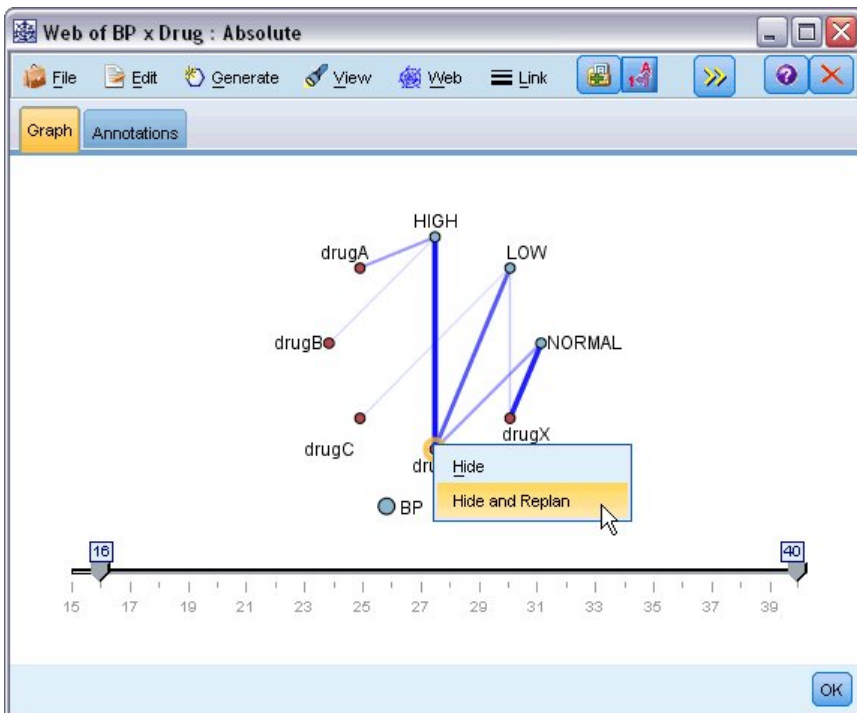 Web of BP x Drug : Absolute
File Edit Generate View Web Link
Graph Annotations
HIGH
drugA
LOW
drugB
NORMAL
drugC
drugX
Hide
Hide and Replan
BP
16
40
15 17 19 21 23 25 27 29 31 33 35 37 39
OK